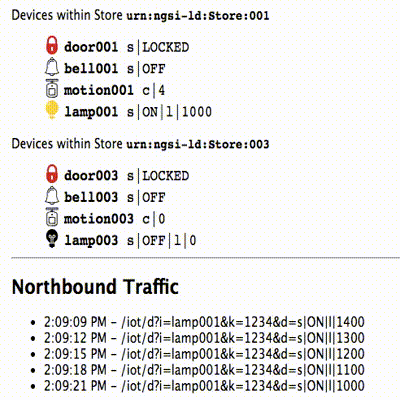 Devices within Store urn:ngsi-ld:Store:001
door001 s|LOCKED
bell001 s|OFF
motion001 c|4
lamp001 s|ON|l|1000
Devices within Store urn:ngsi-ld:Store:003
door003 s|LOCKED
bell003 s|OFF
motion003 c|0
lamp003 s|OFF|l|0
Northbound Traffic
• 2:09:09 PM – /iot/d?i=lamp001&k=1234&d=s|ON|l|1400
• 2:09:12 PM – /iot/d?i=lamp001&k=1234&d=s|ON|l|1300
• 2:09:15 PM – /iot/d?i=lamp001&k=1234&d=s|ON|l|1200
• 2:09:18 PM – /iot/d?i=lamp001&k=1234&d=s|ON|l|1100
• 2:09:21 PM – /iot/d?i=lamp001&k=1234&d=s|ON|l|1000